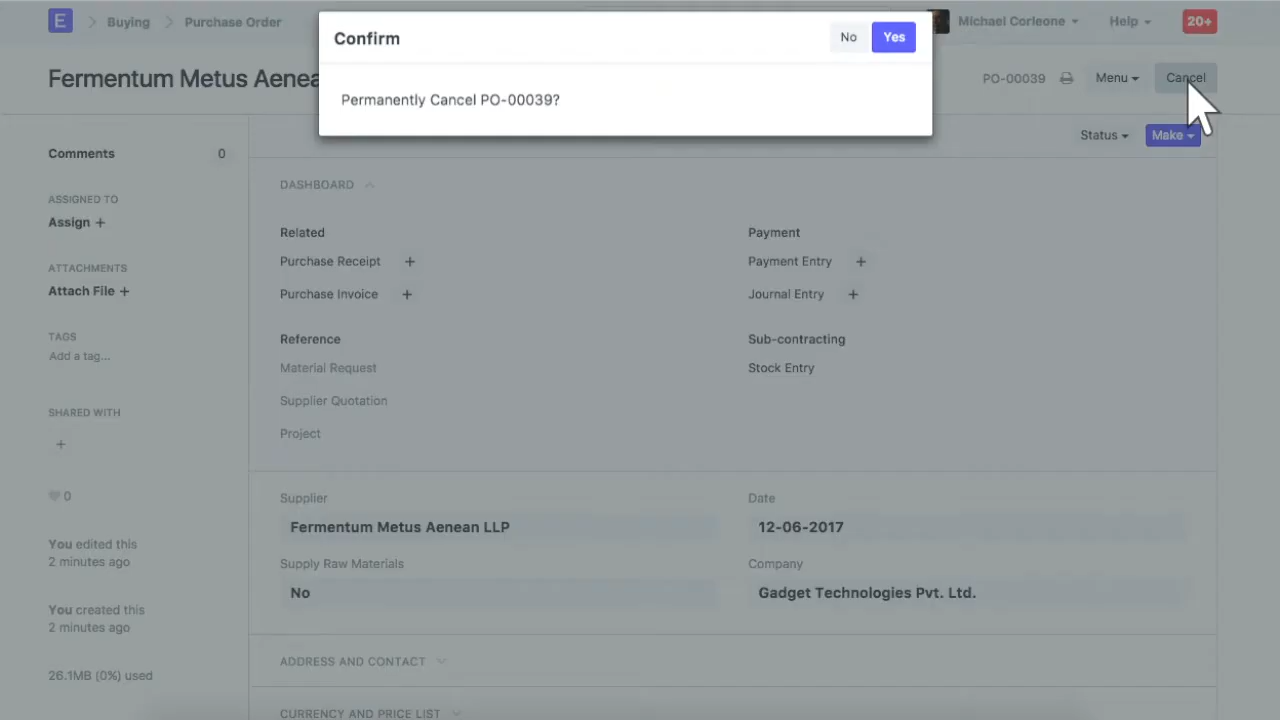 E
Buying
Purchase Order
Michael Corleone
Help
20+
Confirm
No
Yes
Permanently Cancel PO-00039?
Fermentum Metus Aenean
PO-00039
Menu
Cancel
Status
Make
Comments
0
ASSIGNED TO
Assign +
ATTACHMENTS
Attach File +
TAGS
Add a tag...
SHARED WITH
+
0
You edited this
2 minutes ago
You created this
2 minutes ago
26.1MB (0%) used
DASHBOARD
Related
Purchase Receipt +
Purchase Invoice +
Payment
Payment Entry +
Journal Entry +
Reference
Material Request
Supplier Quotation
Project
Sub-contracting
Stock Entry
Supplier
Fermentum Metus Aenean LLP
Date
12-06-2017
Supply Raw Materials
No
Company
Gadget Technologies Pvt. Ltd.
ADDRESS AND CONTACT
CURRENCY AND PRICE LIST